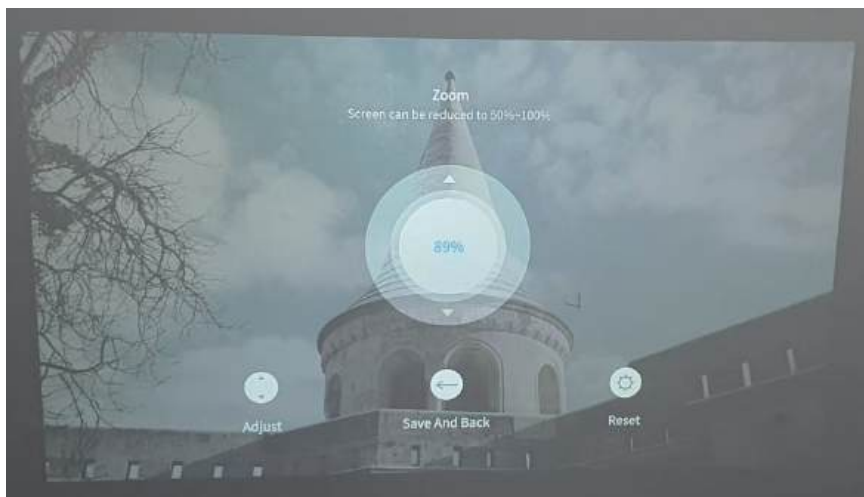 Zoom
Screen can be reduced to 50%~100%
89%
Adjust
Save And Back
Reset